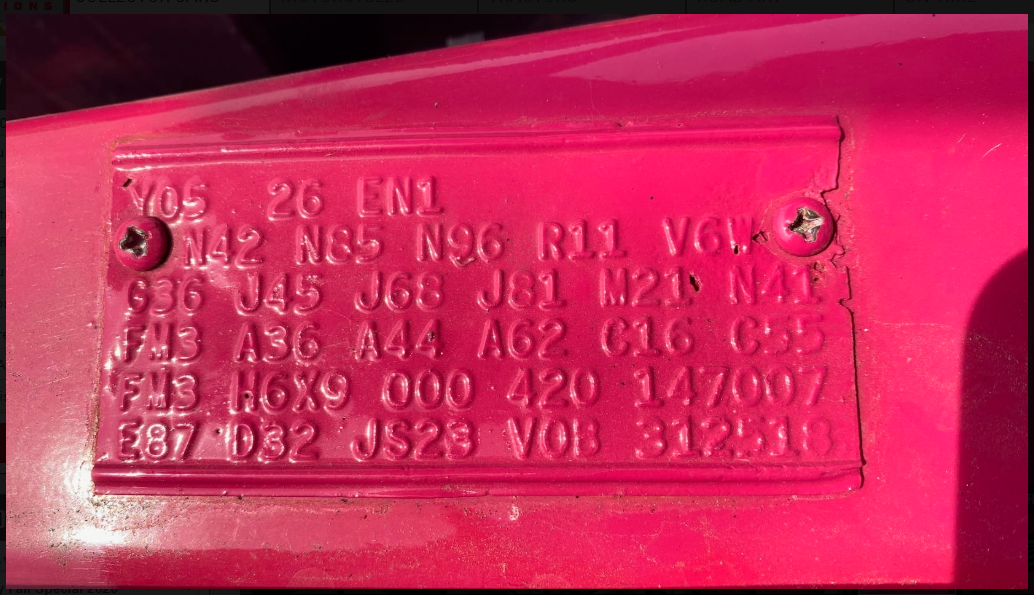 Y05 26 EN1
N42 N85 N96 R11 V6W
G36 J45 J68 J81 M21 N41
FM3 A36 A44 A62 C16 C55
FM3 H6X9 000 420 147007
E87 D32 JS23 V0B 312518